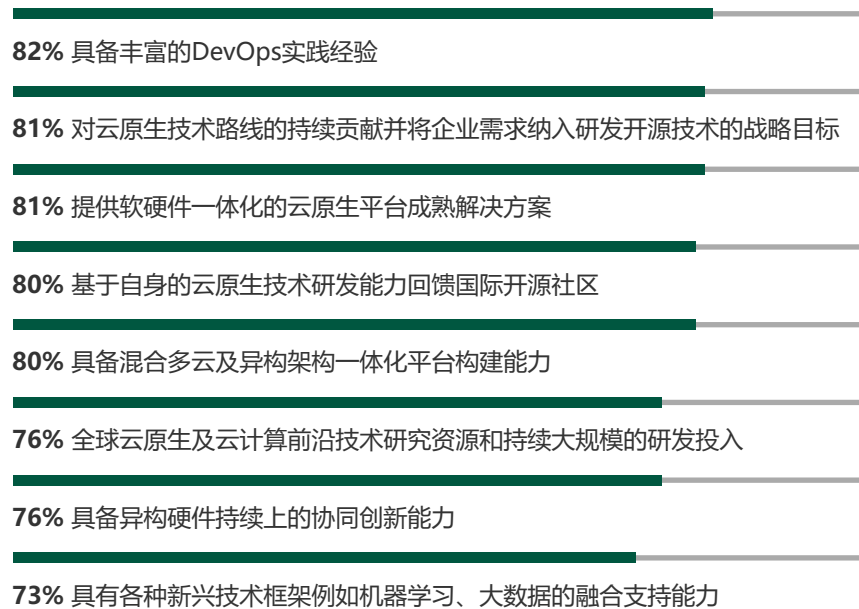 82% 具备丰富的DevOps实践经验
81% 对云原生技术路线的持续贡献并将企业需求纳入研发开源技术的战略目标
81% 提供软硬件一体化的云原生平台成熟解决方案
80% 基于自身的云原生技术研发能力回馈国际开源社区
80% 具备混合多云及异构架构一体化平台构建能力
76% 全球云原生及云计算前沿技术研究资源和持续大规模的研发投入
76% 具备异构硬件持续上的协同创新能力
73% 具有各种新兴技术框架例如机器学习、大数据的融合支持能力